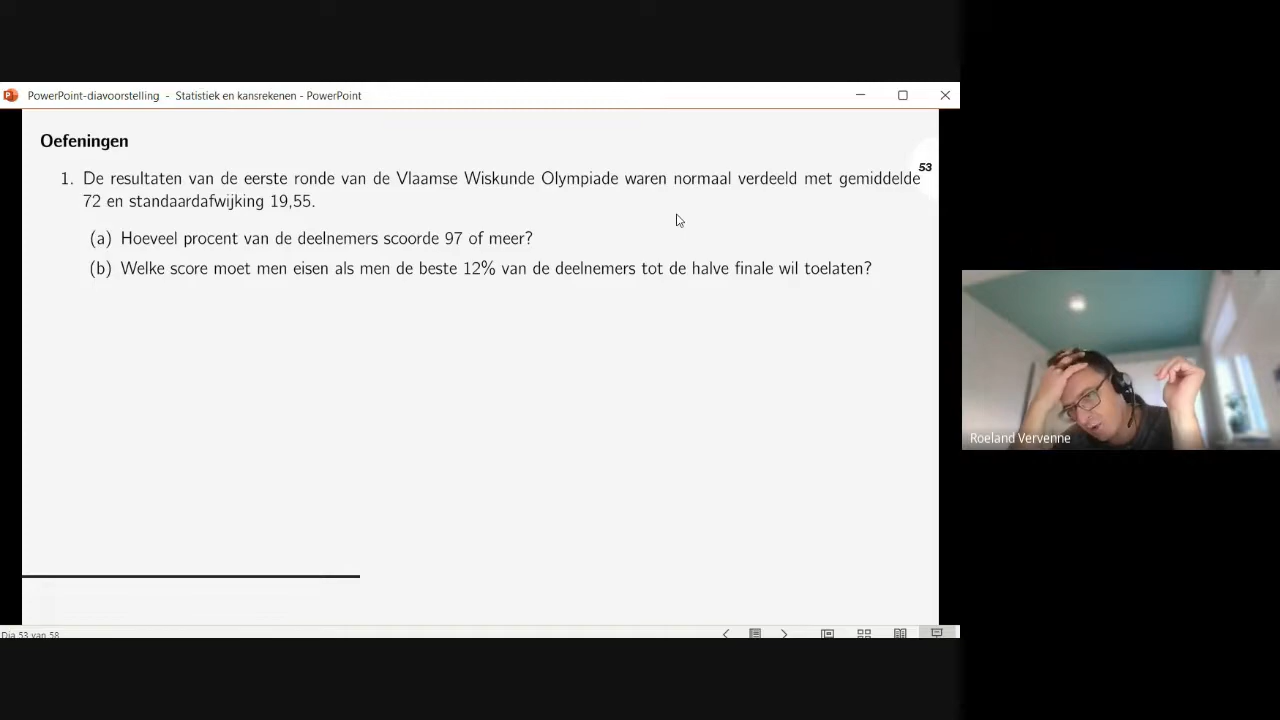 PowerPoint-diavoorstelling - Statistiek en kansrekenen - PowerPoint
Oefeningen
53
1. De resultaten van de eerste ronde van de Vlaamse Wiskunde Olympiade waren normaal verdeeld met gemiddelde
72 en standaardafwijking 19,55.
(a) Hoeveel procent van de deelnemers scoorde 97 of meer?
(b) Welke score moet men eisen als men de beste 12% van de deelnemers tot de halve finale wil toelaten?
Roeland Vervenne
Dia 53 van 58